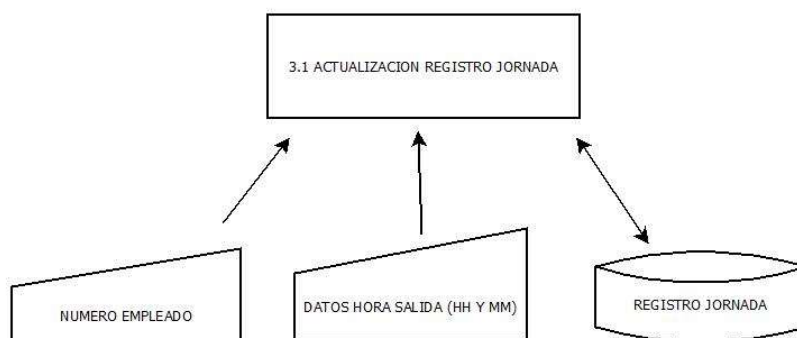 3.1 ACTUALIZACION REGISTRO JORNADA
NUMERO EMPLEADO
DATOS HORA SALIDA (HH Y MM)
REGISTRO JORNADA